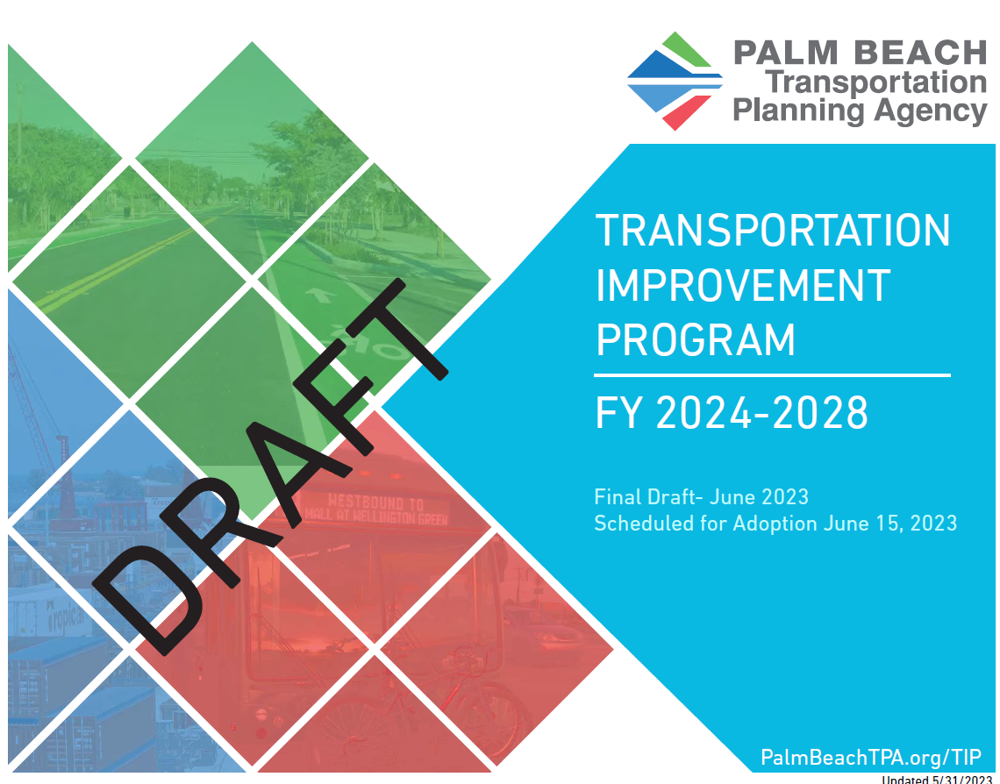 PALM BEACH
Transportation
Planning Agency
TRANSPORTATION
IMPROVEMENT
PROGRAM
FY 2024-2028
Final Draft- June 2023
Scheduled for Adoption June 15, 2023
DRAFT
WESTBOUND TO
MALL AT WELLINGTON GREEN
Tropical
PalmBeachTPA.org/TIP
Updated 5/31/2023